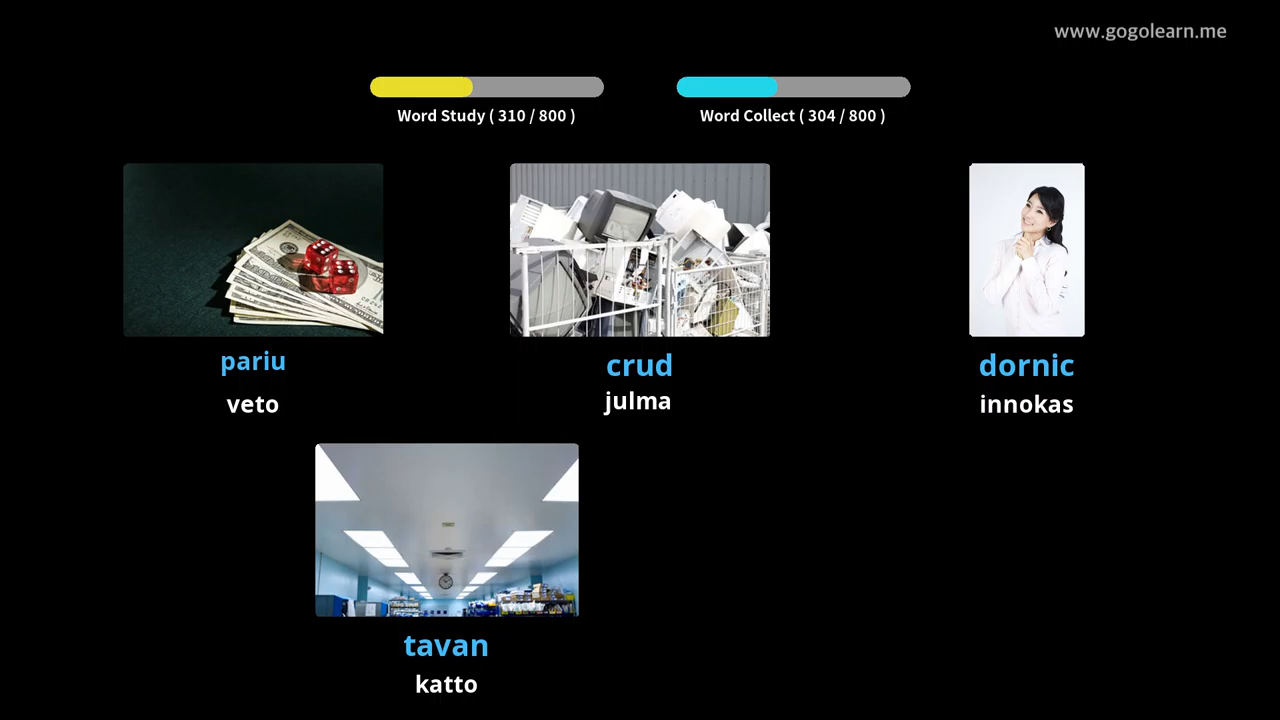 www.gogolearn.me
Word Study ( 310 / 800 )
Word Collect ( 304 / 800 )
pariu
veto
crud
julma
dornic
innokas
tavan
katto